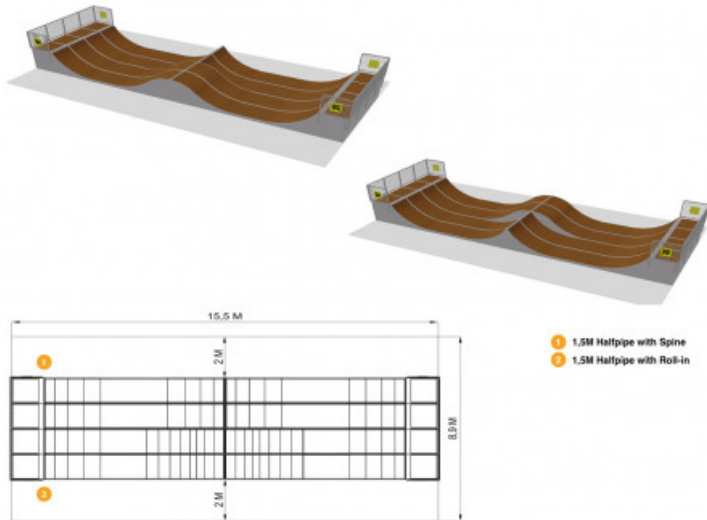 15,5 M
2 M
1
8,9 M
2
2 M
1 1,5M Halfpipe with Spine
2 1,5M Halfpipe with Roll-in